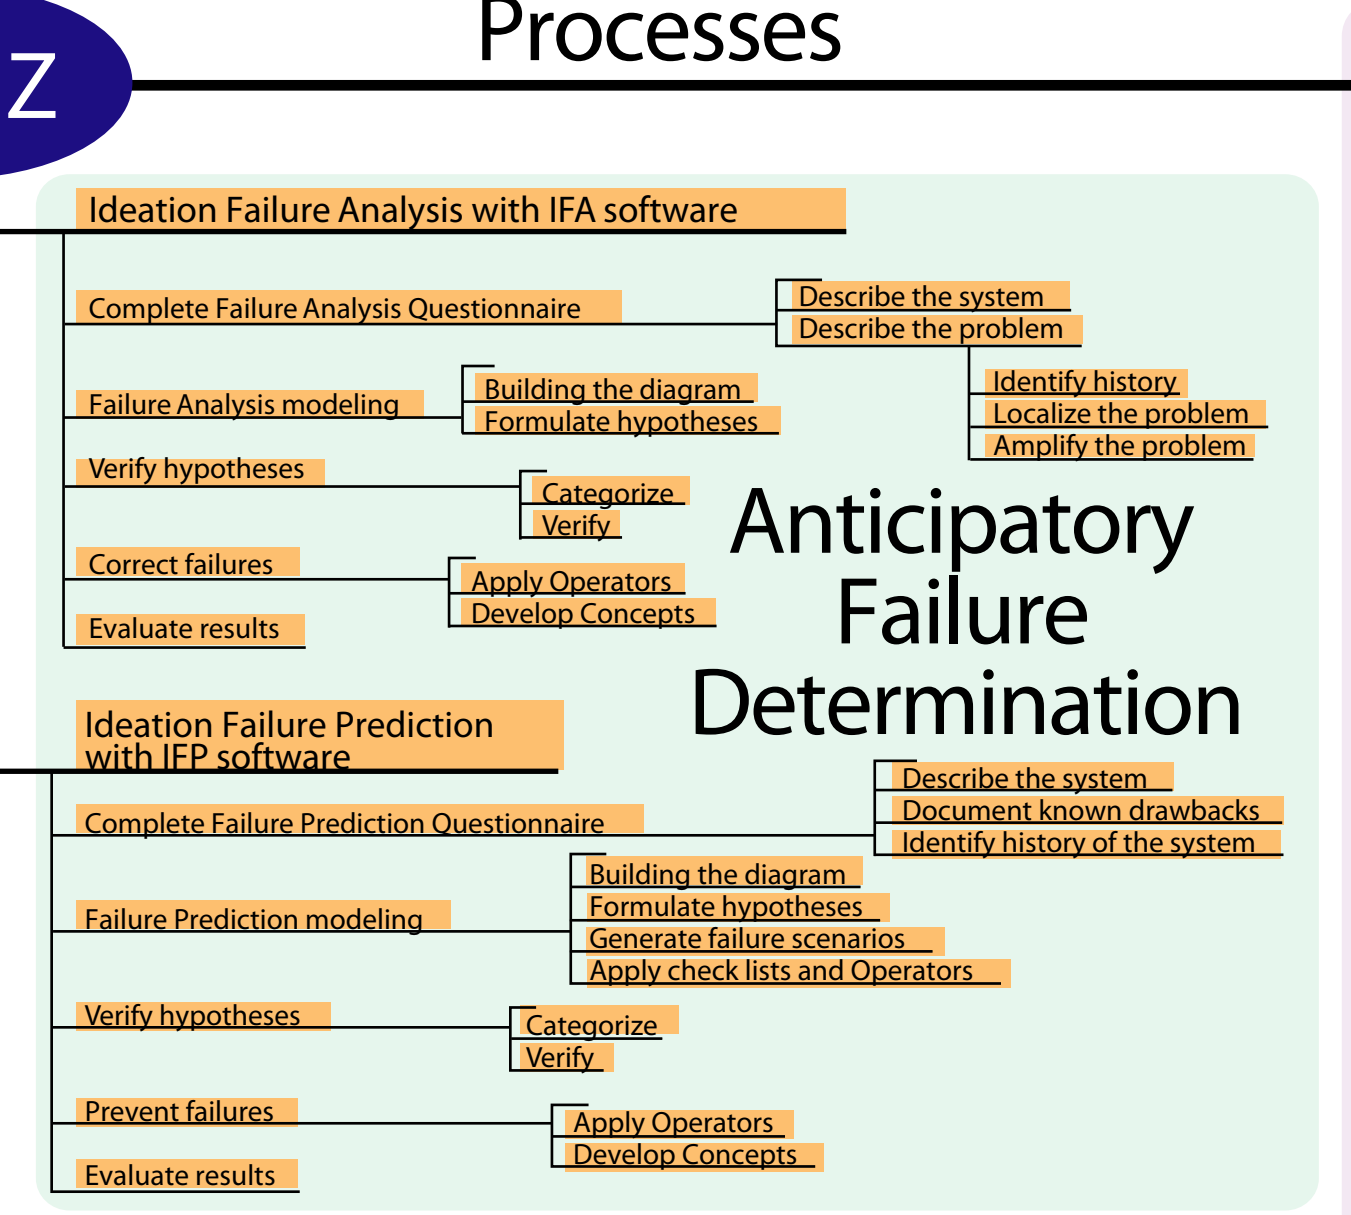 Processes
Z
Ideation Failure Analysis with IFA software
Complete Failure Analysis Questionnaire
Describe the system
Describe the problem
Identify history
Localize the problem
Amplify the problem
Failure Analysis modeling
Building the diagram
Formulate hypotheses
Verify hypotheses
Categorize
Verify
Correct failures
Apply Operators
Develop Concepts
Evaluate results
Anticipatory
Failure
Determination
Ideation Failure Prediction
with IFP software
Complete Failure Prediction Questionnaire
Describe the system
Document known drawbacks
Identify history of the system
Failure Prediction modeling
Building the diagram
Formulate hypotheses
Generate failure scenarios
Apply check lists and Operators
Verify hypotheses
Categorize
Verify
Prevent failures
Apply Operators
Develop Concepts
Evaluate results